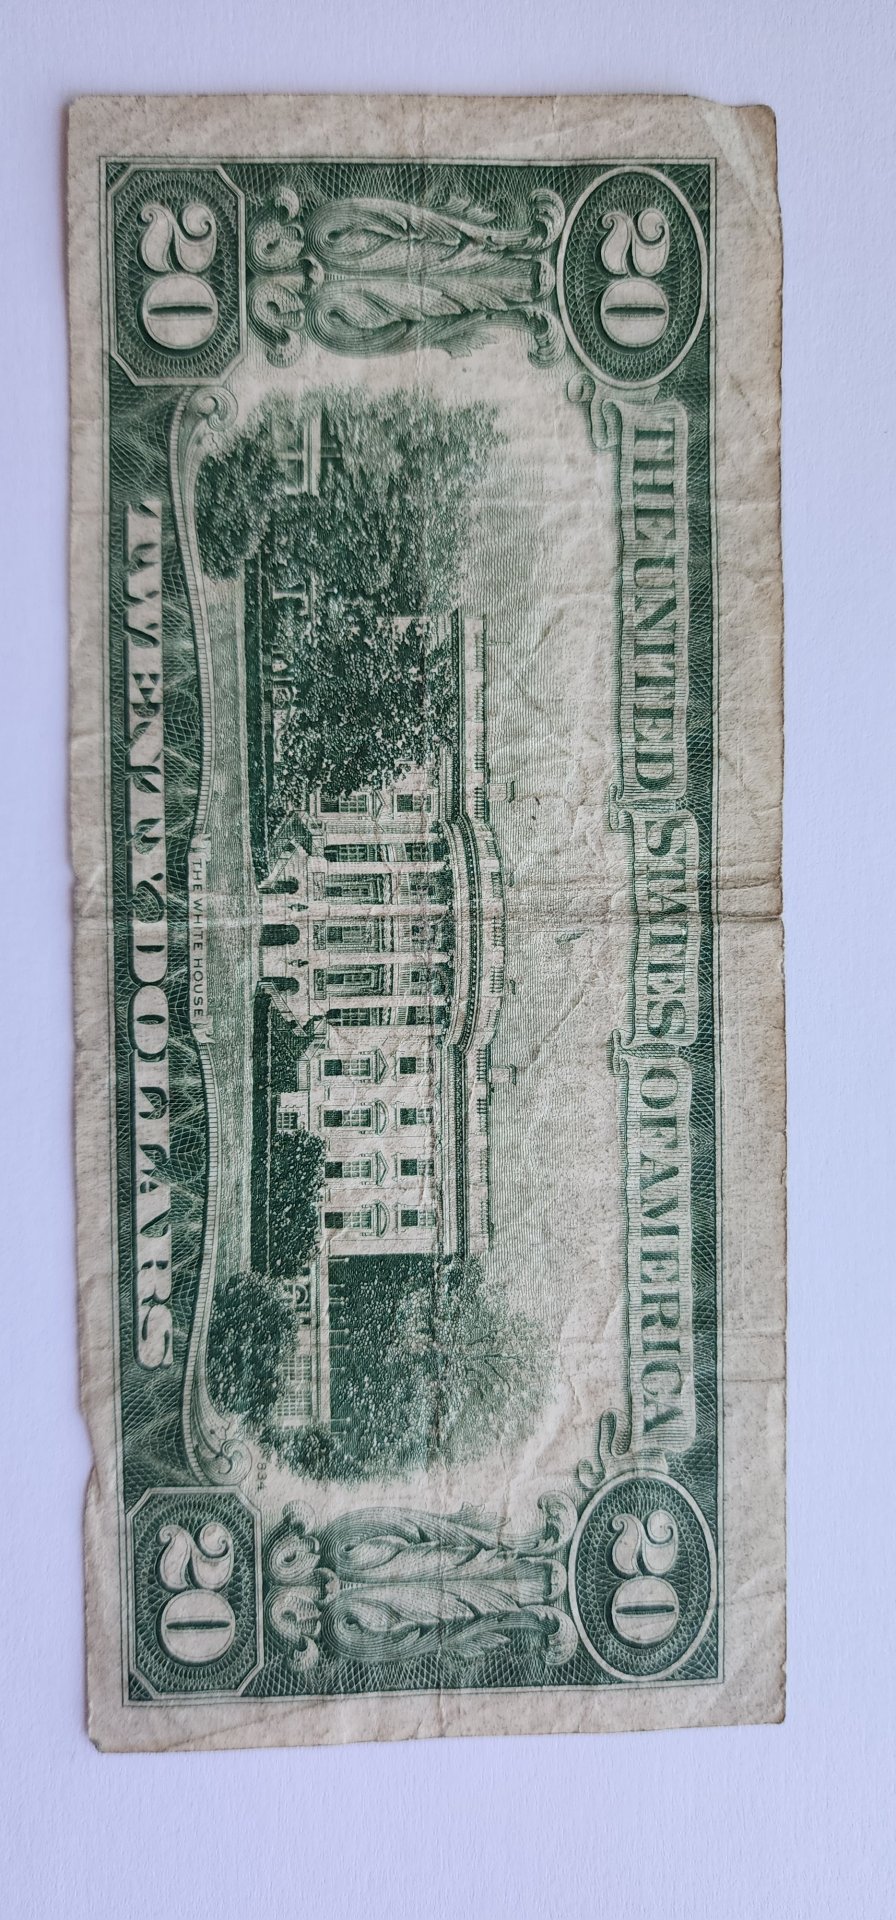 20 20
THE UNITED STATES OF AMERICA
THE WHITE HOUSE
834
20 20
TWENTY DOLLARS